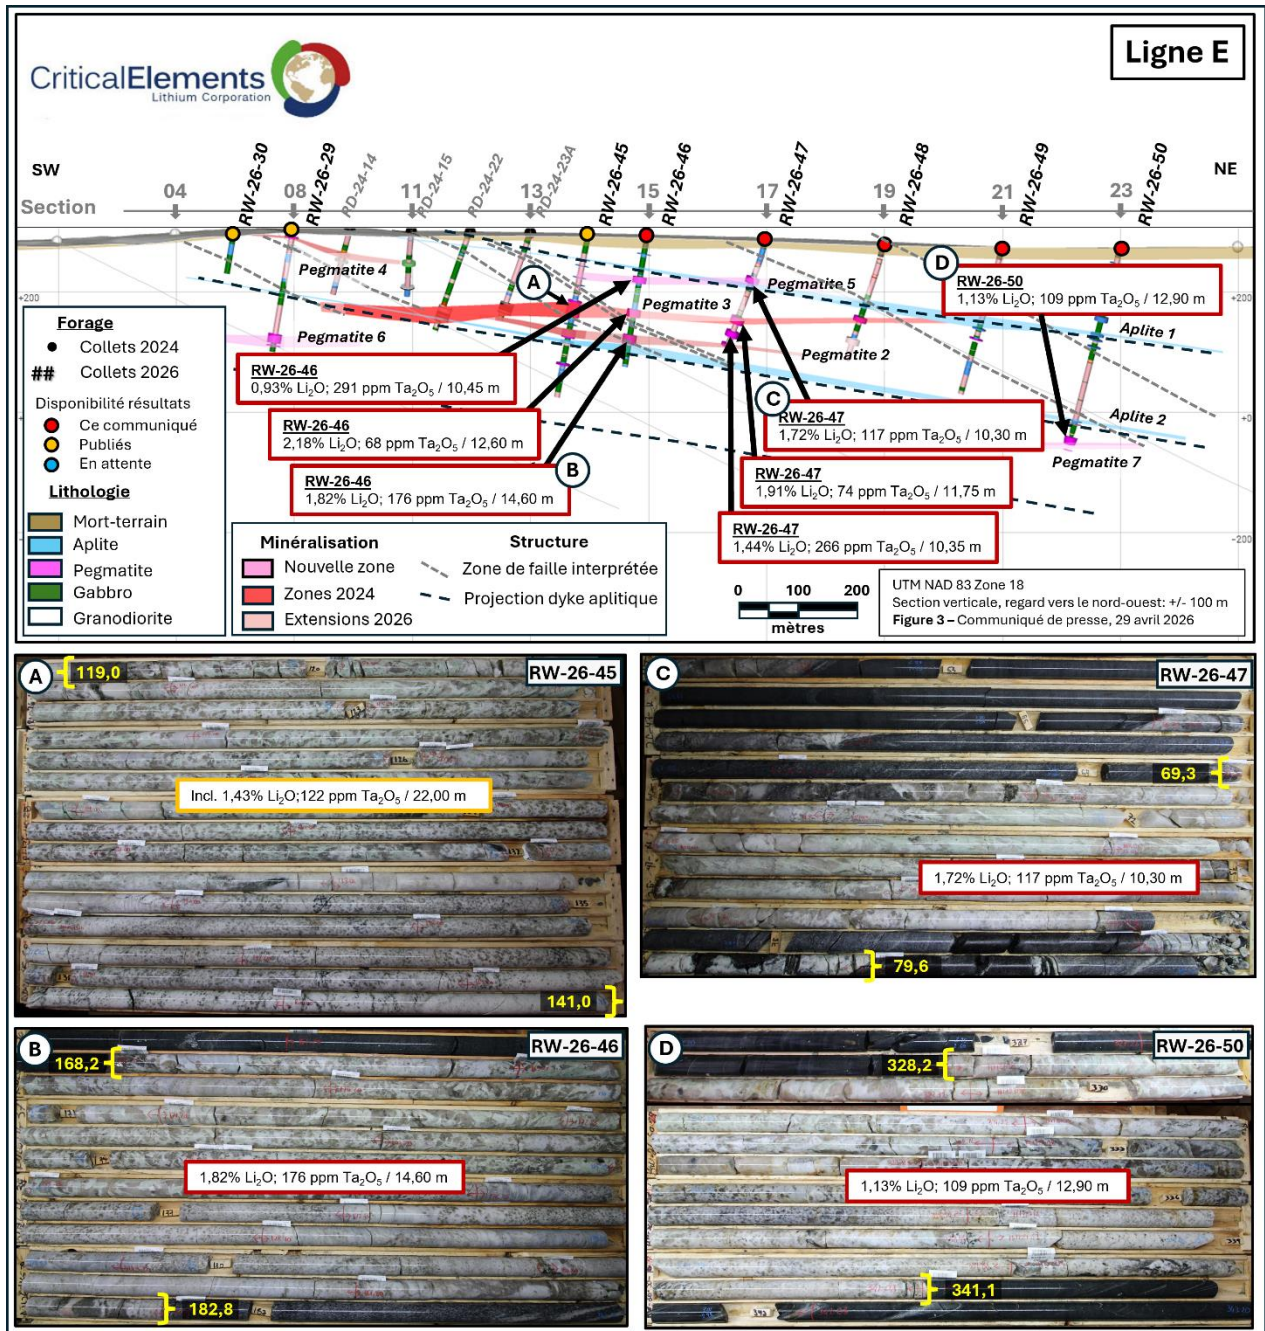 Ligne E
CriticalElements
Lithium Corporation
SW
NE
Section
04
RW-26-30
08
RW-26-29
RD-24-14
11
RD-24-15
RD-24-22
13
RD-24-23A
RW-26-45
15
RW-26-46
17
RW-26-47
19
RW-26-48
21
RW-26-49
23
RW-26-50
+200
+200
+0
-200
Pegmatite 4
Pegmatite 6
Pegmatite 3
Pegmatite 5
Pegmatite 2
Aplite 1
Aplite 2
Pegmatite 7
A
B
C
D
RW-26-50
1,13% Li₂O; 109 ppm Ta₂O₅ / 12,90 m
RW-26-46
0,93% Li₂O; 291 ppm Ta₂O₅ / 10,45 m
RW-26-46
2,18% Li₂O; 68 ppm Ta₂O₅ / 12,60 m
RW-26-46
1,82% Li₂O; 176 ppm Ta₂O₅ / 14,60 m
RW-26-47
1,72% Li₂O; 117 ppm Ta₂O₅ / 10,30 m
RW-26-47
1,91% Li₂O; 74 ppm Ta₂O₅ / 11,75 m
RW-26-47
1,44% Li₂O; 266 ppm Ta₂O₅ / 10,35 m
Forage
Collets 2024
## Collets 2026
Disponibilité résultats
Ce communiqué
Publiés
En attente
Lithologie
Mort-terrain
Aplite
Pegmatite
Gabbro
Granodiorite
Minéralisation
Nouvelle zone
Zones 2024
Extensions 2026
Structure
Zone de faille interprétée
Projection dyke aplitique
0 100 200
mètres
UTM NAD 83 Zone 18
Section verticale, regard vers le nord-ouest: +/- 100 m
Figure 3 – Communiqué de presse, 29 avril 2026
A
119,0
RW-26-45
Incl. 1,43% Li₂O;122 ppm Ta₂O₅ / 22,00 m
141,0
C
RW-26-47
69,3
1,72% Li₂O; 117 ppm Ta₂O₅ / 10,30 m
79,6
B
RW-26-46
168,2
1,82% Li₂O; 176 ppm Ta₂O₅ / 14,60 m
182,8
D
RW-26-50
328,2
1,13% Li₂O; 109 ppm Ta₂O₅ / 12,90 m
341,1